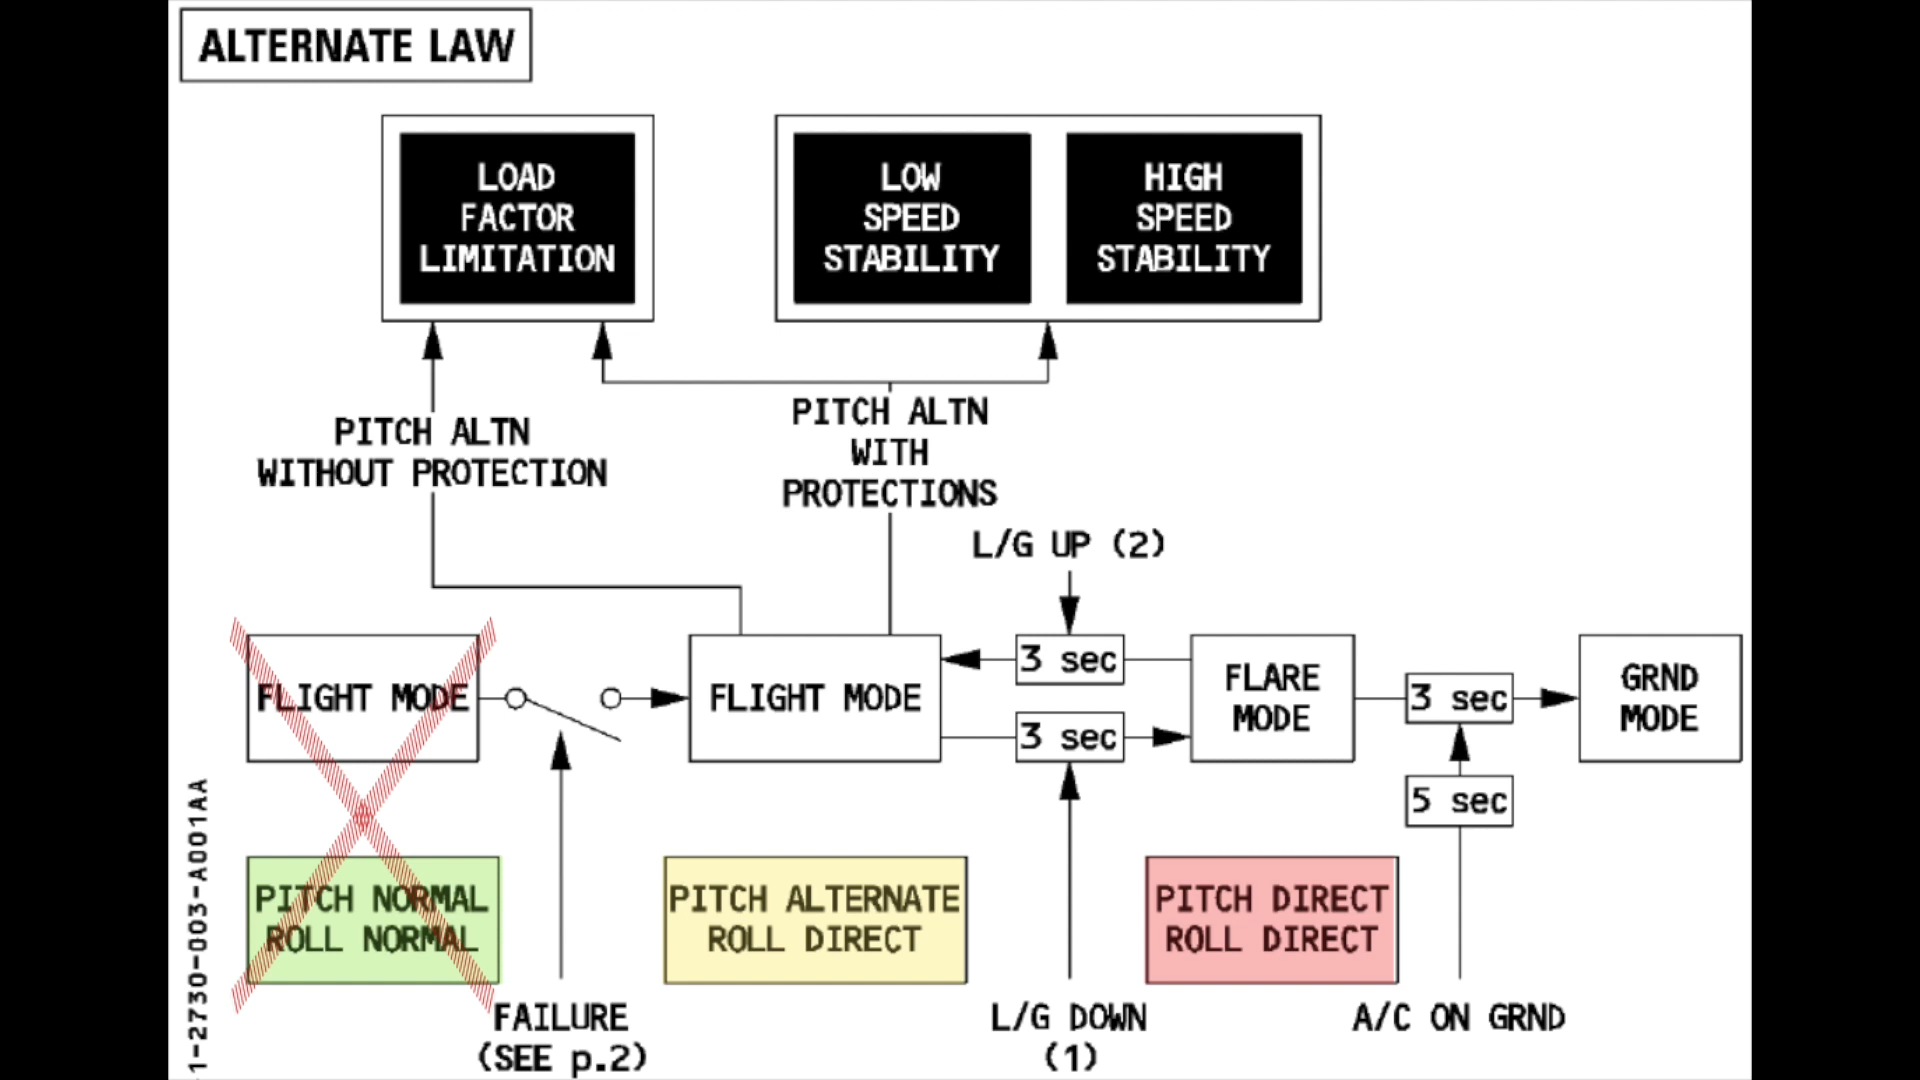 ALTERNATE LAW
LOAD
FACTOR
LIMITATION
LOW
SPEED
STABILITY
HIGH
SPEED
STABILITY
PITCH ALTN
WITHOUT PROTECTION
PITCH ALTN
WITH
PROTECTIONS
L/G UP (2)
FLIGHT MODE
FLIGHT MODE
3 sec
3 sec
FLARE
MODE
3 sec
GRND
MODE
5 sec
PITCH NORMAL
ROLL NORMAL
PITCH ALTERNATE
ROLL DIRECT
PITCH DIRECT
ROLL DIRECT
FAILURE
(SEE p.2)
L/G DOWN
(1)
A/C ON GRND
1-2730-003-A001AA